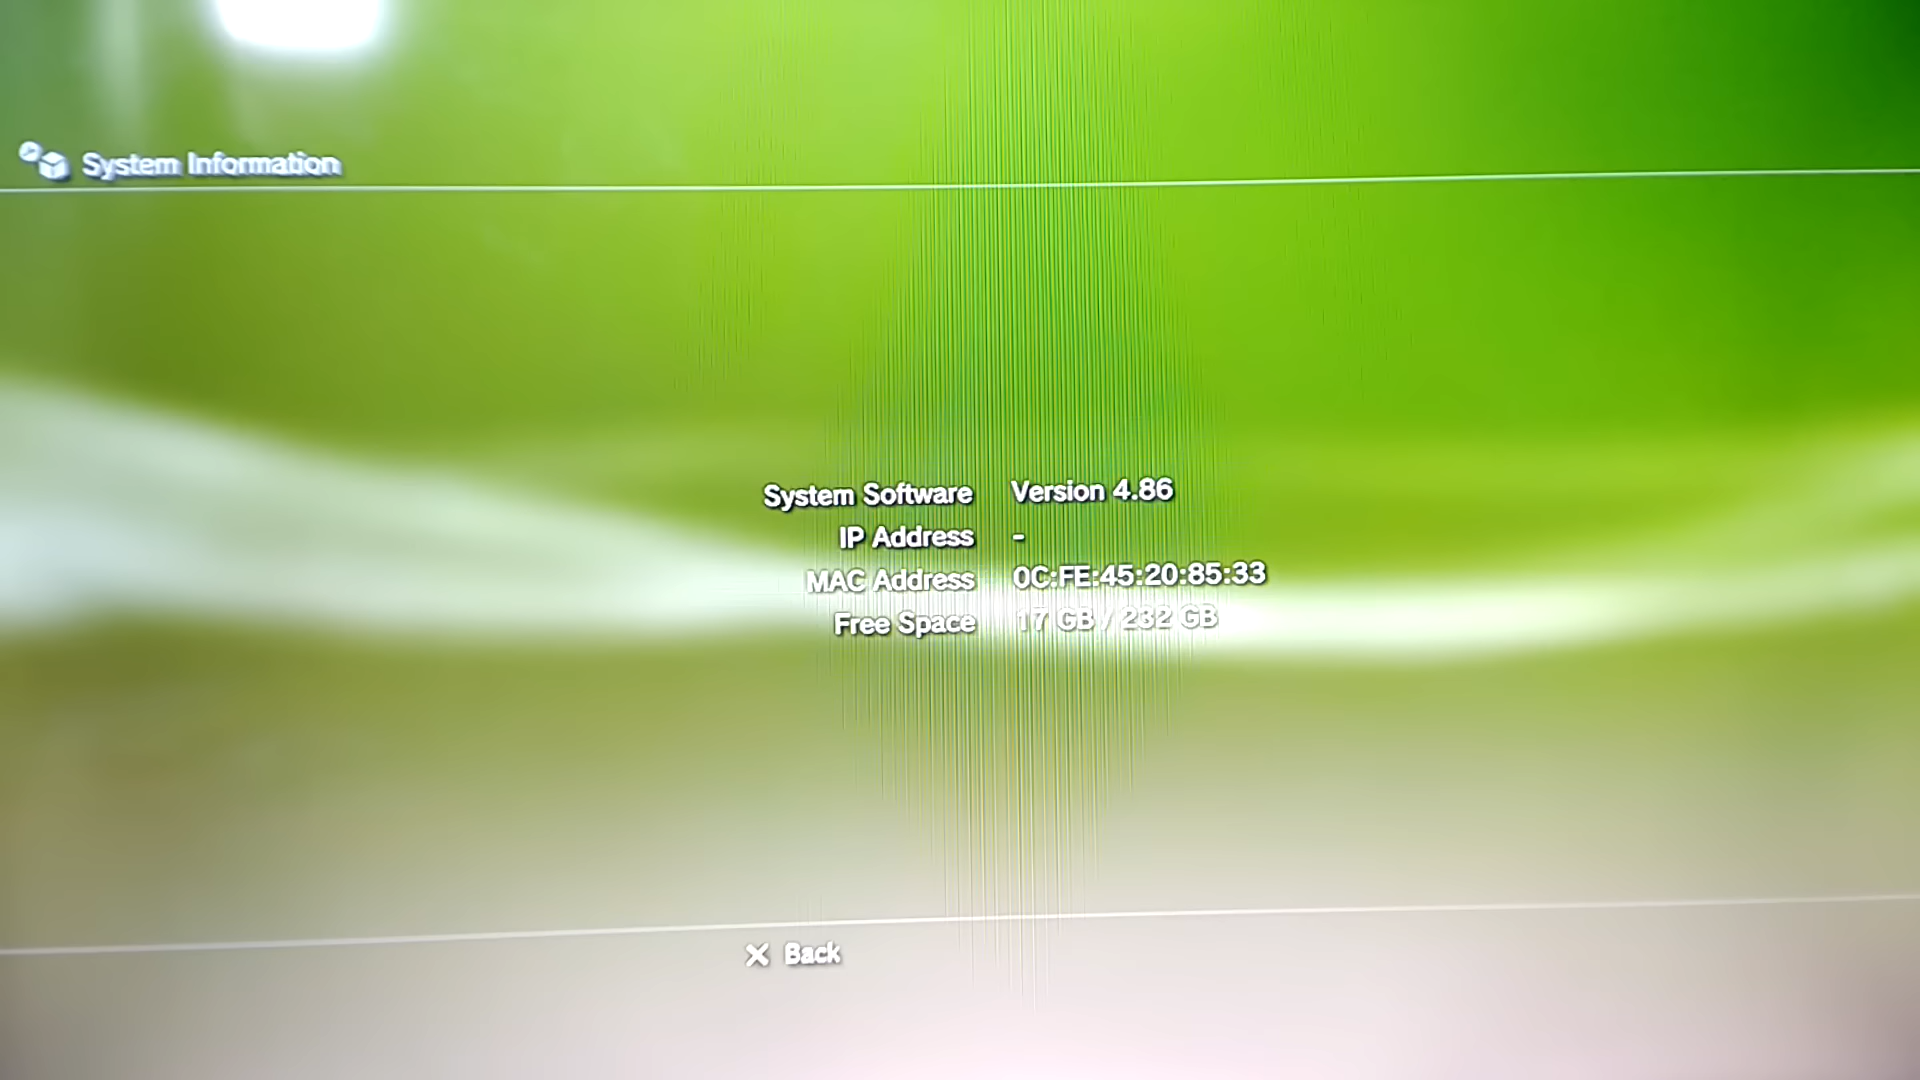 System Information
System Software Version 4.86
IP Address -
MAC Address 0C:FE:45:20:85:33
Free Space 17 GB / 232 GB
Back